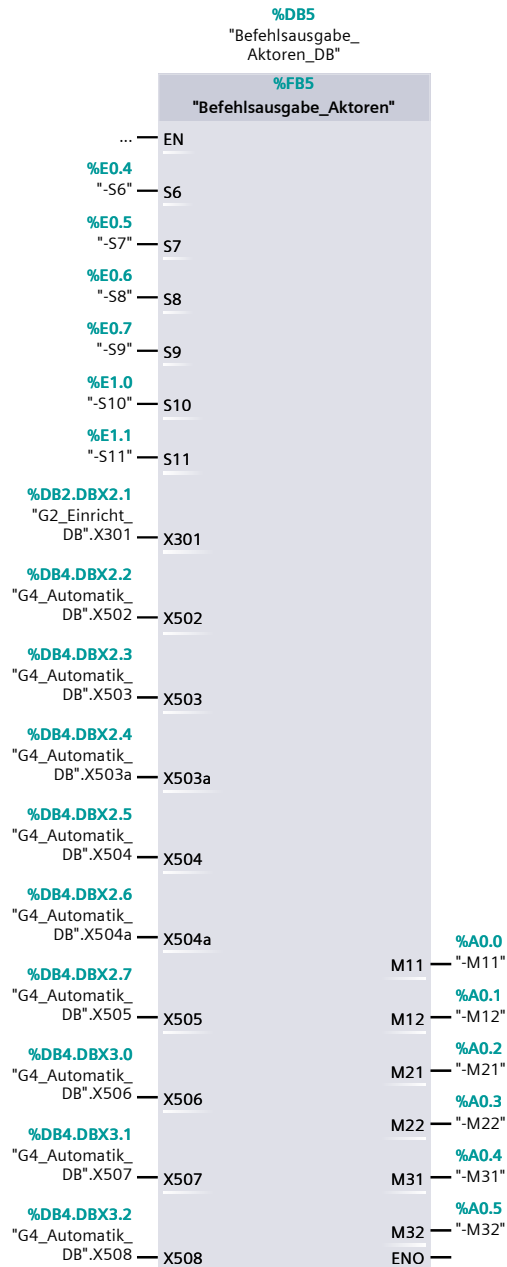 %DB5
"Befehlsausgabe_
Aktoren_DB"
%FB5
"Befehlsausgabe_Aktoren"
... EN
%E0.4
"-S6" S6
%E0.5
"-S7" S7
%E0.6
"-S8" S8
%E0.7
"-S9" S9
%E1.0
"-S10" S10
%E1.1
"-S11" S11
%DB2.DBX2.1
"G2_Einricht_
DB".X301 X301
%DB4.DBX2.2
"G4_Automatik_
DB".X502 X502
%DB4.DBX2.3
"G4_Automatik_
DB".X503 X503
%DB4.DBX2.4
"G4_Automatik_
DB".X503a X503a
%DB4.DBX2.5
"G4_Automatik_
DB".X504 X504
%DB4.DBX2.6
"G4_Automatik_
DB".X504a X504a
%DB4.DBX2.7
"G4_Automatik_
DB".X505 X505
%DB4.DBX3.0
"G4_Automatik_
DB".X506 X506
%DB4.DBX3.1
"G4_Automatik_
DB".X507 X507
%DB4.DBX3.2
"G4_Automatik_
DB".X508 X508
%A0.0
M11 "-M11"
%A0.1
M12 "-M12"
%A0.2
M21 "-M21"
%A0.3
M22 "-M22"
%A0.4
M31 "-M31"
%A0.5
M32 "-M32"
ENO